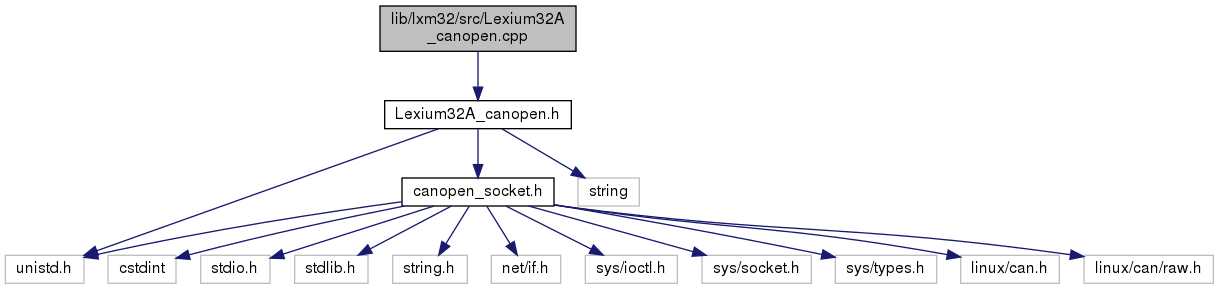 lib/lxm32/src/Lexium32A
_canopen.cpp
Lexium32A_canopen.h
canopen_socket.h
string
unistd.h
cstdint
stdio.h
stdlib.h
string.h
net/if.h
sys/ioctl.h
sys/socket.h
sys/types.h
linux/can.h
linux/can/raw.h